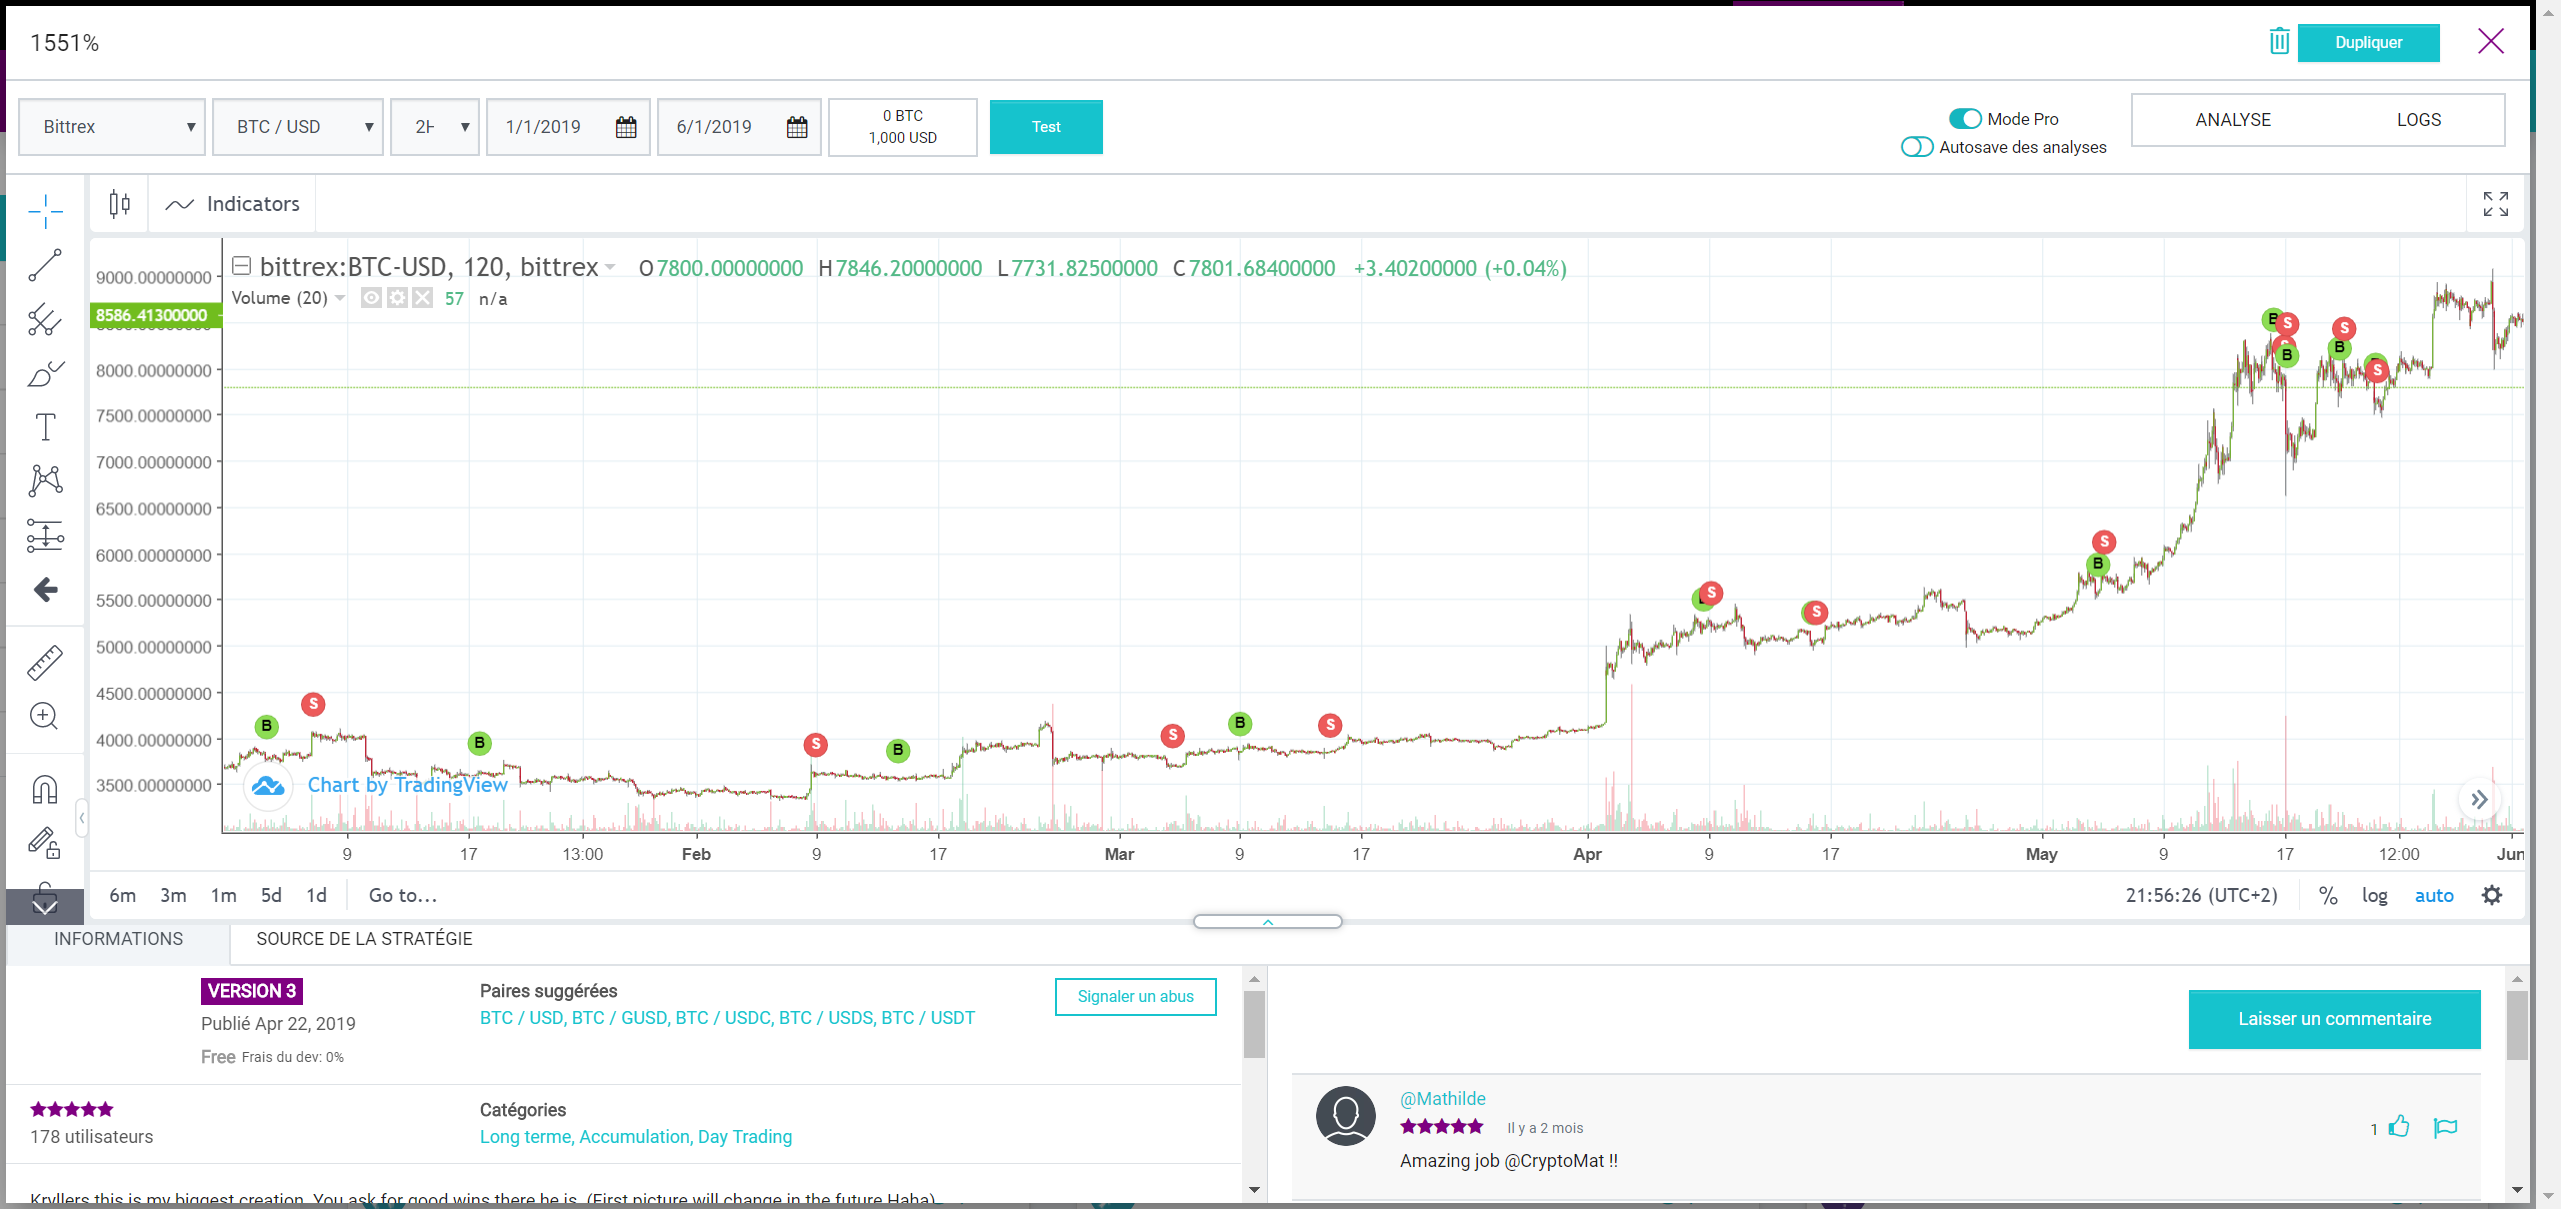 1551%
Dupliquer
Bittrex BTC / USD 2H 1/1/2019 6/1/2019 0 BTC
1,000 USD
Test
Mode Pro
Autosave des analyses
ANALYSE LOGS
Indicators
bittrex:BTC-USD, 120, bittrex O7800.00000000 H7846.20000000 L7731.82500000 C7801.68400000 +3.40200000 (+0.04%)
Volume (20) 57 n/a
9000.00000000
8586.41300000
8000.00000000
7500.00000000
7000.00000000
6500.00000000
6000.00000000
5500.00000000
5000.00000000
4500.00000000
4000.00000000
3500.00000000
B S B S B S B S S S B S B S B S B S
Chart by TradingView
9 17 13:00 Feb 9 17 Mar 9 17 Apr 9 17 May 9 17 12:00 Jun
6m 3m 1m 5d 1d Go to... 21:56:26 (UTC+2) % log auto
INFORMATIONS SOURCE DE LA STRATÉGIE
VERSION 3
Publié Apr 22, 2019
Free Frais du dev: 0%
Paires suggérées
BTC / USD, BTC / GUSD, BTC / USDC, BTC / USDS, BTC / USDT
Signaler un abus
178 utilisateurs
Catégories
Long terme, Accumulation, Day Trading
Kryllers this is my biggest creation. You ask for good wins there he is. (First picture will change in the future Haha)
Laisser un commentaire
@Mathilde
Il y a 2 mois
1
Amazing job @CryptoMat !!